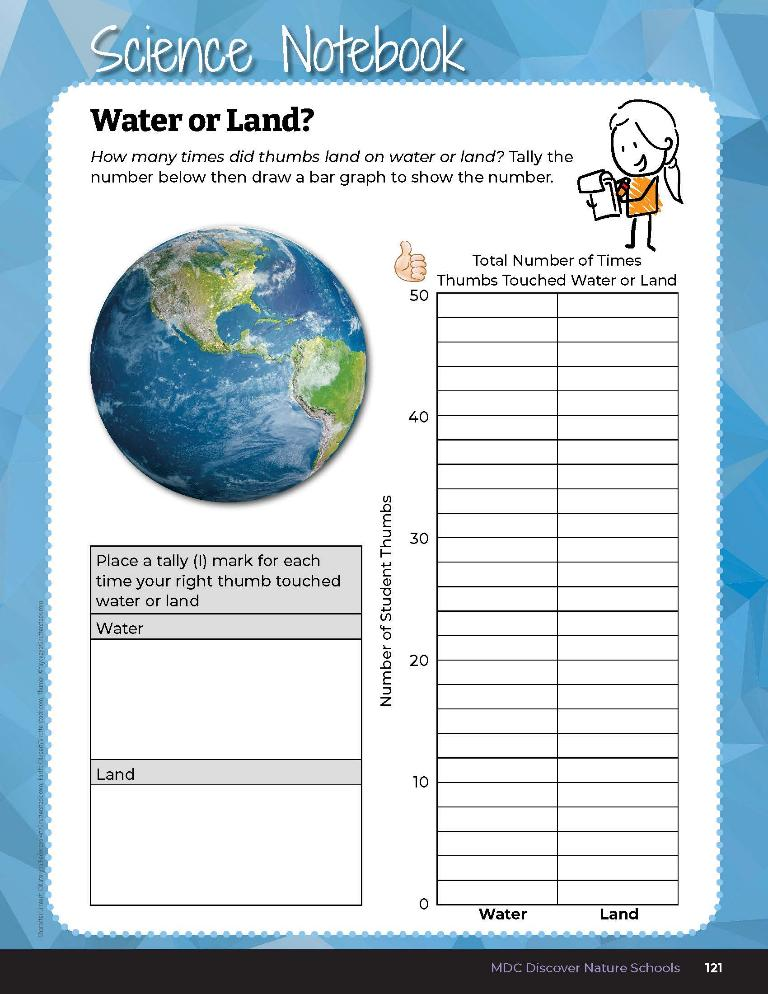 Science Notebook
Water or Land?
How many times did thumbs land on water or land? Tally the
number below then draw a bar graph to show the number.
Total Number of Times
Thumbs Touched Water or Land
50
40
30
20
10
0
Number of Student Thumbs
Water
Land
Place a tally (I) mark for each
time your right thumb touched
water or land
Water
Land
MDC Discover Nature Schools 121